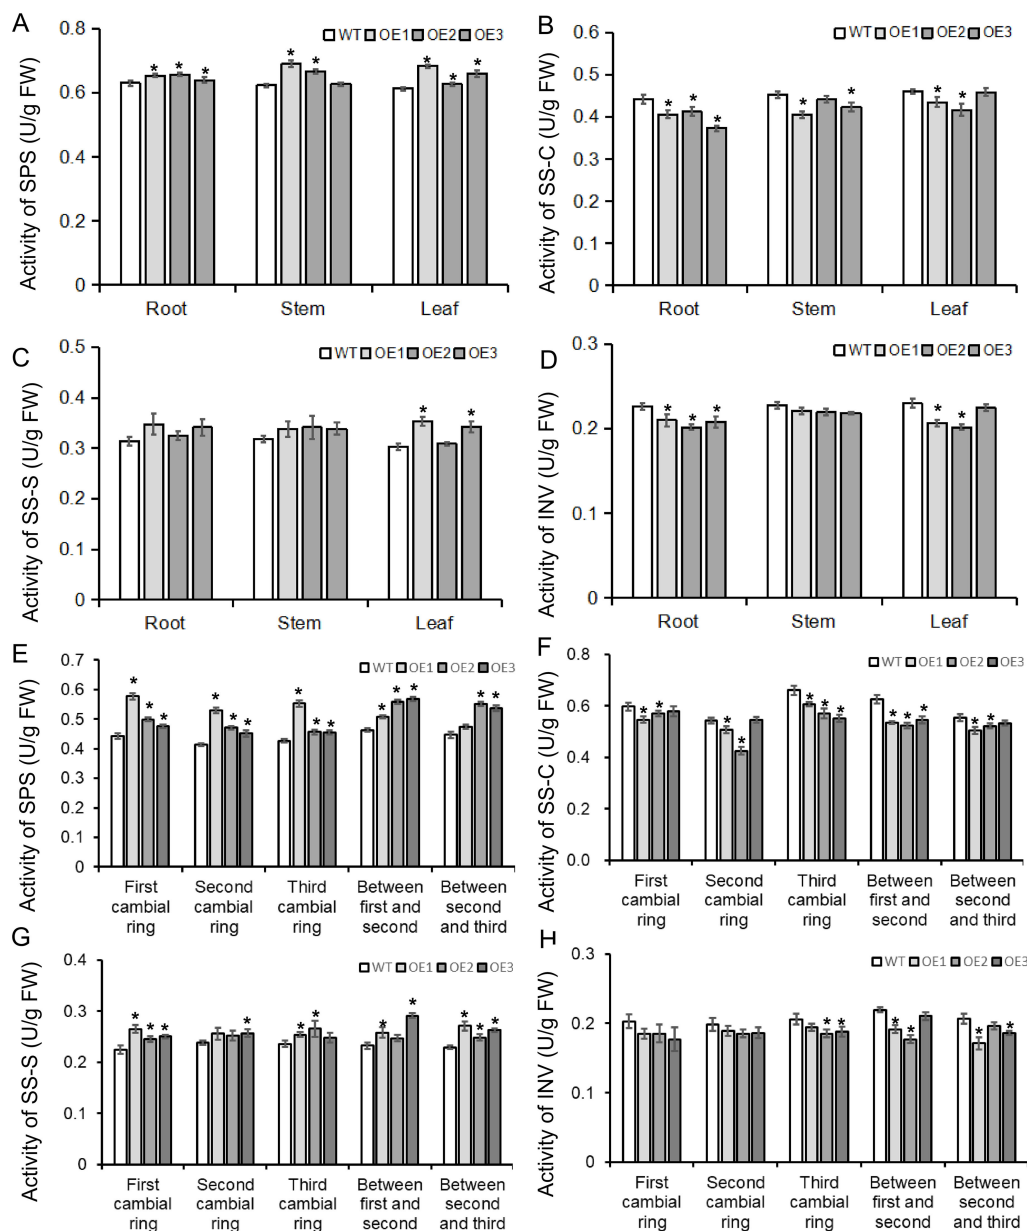 A
Activity of SPS (U/g FW)
0.8
0.6
0.4
0.2
0
WT OE1 OE2 OE3
* * *
* *
* * *
Root Stem Leaf
B
Activity of SS-C (U/g FW)
0.6
0.5
0.4
0.3
0.2
0.1
0
WT OE1 OE2 OE3
* * *
* *
* *
Root Stem Leaf
C
Activity of SS-S (U/g FW)
0.5
0.4
0.3
0.2
0.1
0
WT OE1 OE2 OE3
* *
Root Stem Leaf
D
Activity of INV (U/g FW)
0.3
0.2
0.1
0
WT OE1 OE2 OE3
* * *
* *
Root Stem Leaf
E
Activity of SPS (U/g FW)
0.7
0.6
0.5
0.4
0.3
0.2
0.1
0
WT OE1 OE2 OE3
* * *
* * *
* * *
* * *
* *
First Second Third Between Between
cambial cambial cambial first and second
ring ring ring second and third
F
Activity of SS-C (U/g FW)
0.8
0.6
0.4
0.2
0.0
WT OE1 OE2 OE3
* *
* *
* * *
* * *
* *
First Second Third Between Between
cambial cambial cambial first and second
ring ring ring second and third
G
Activity of SS-S (U/g FW)
0.4
0.3
0.2
0.1
0
WT OE1 OE2 OE3
* * *
*
* *
* *
* * *
First Second Third Between Between
cambial cambial cambial first and second
ring ring ring second and third
H
Activity of INV (U/g FW)
0.3
0.2
0.1
0
WT OE1 OE2 OE3
* *
* *
* *
First Second Third Between Between
cambial cambial cambial first and second
ring ring ring second and third